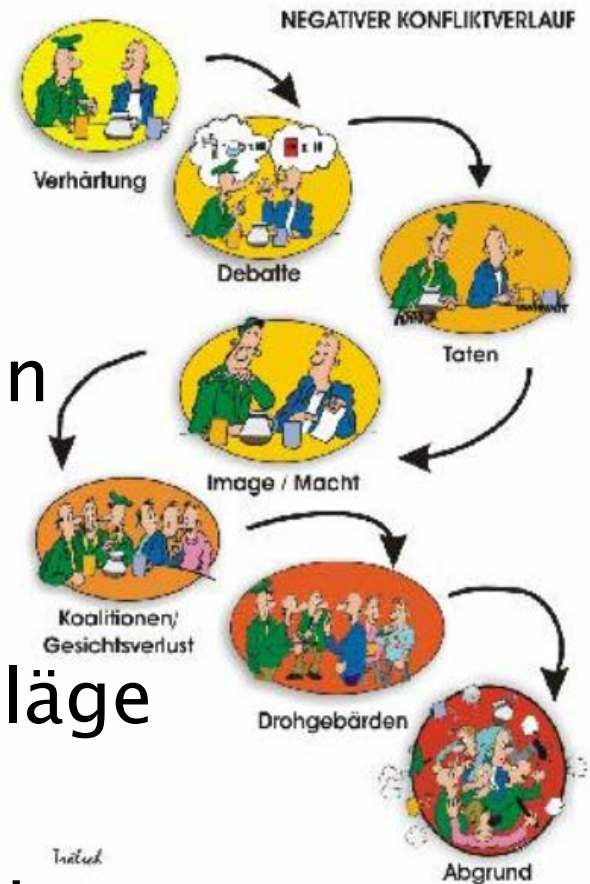 NEGATIVER KONFLIKTVERLAUF
Verhärtung
Debatte
Taten
n
Image / Macht
Koalitionen/
Gesichtsverlust
läge
Drohgebärden
Abgrund